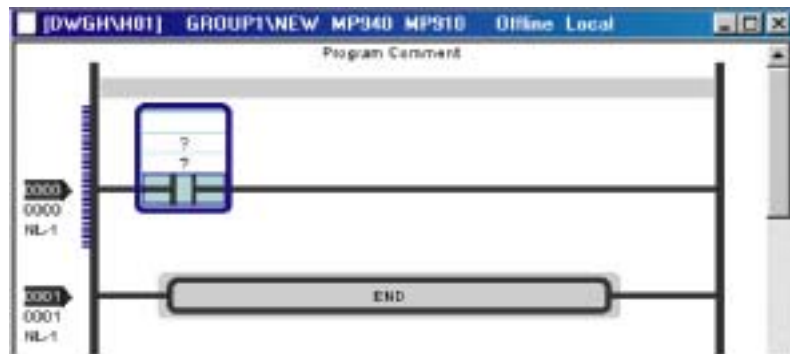 [DWGH\H01] GROUP1\NEW MP940 MP910 Offline Local
Program Comment
?
?
0000
0000
NL-1
END
0001
0001
NL-1